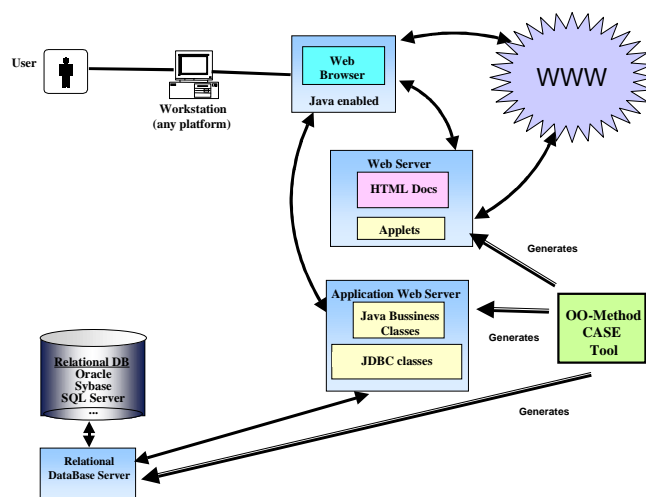 User
Workstation
(any platform)
Web
Browser
Java enabled
WWW
Web Server
HTML Docs
Applets
Generates
Application Web Server
Java Bussiness
Classes
JDBC classes
Generates
OO-Method
CASE
Tool
Relational DB
Oracle
Sybase
SQL Server
...
Generates
Relational
DataBase Server